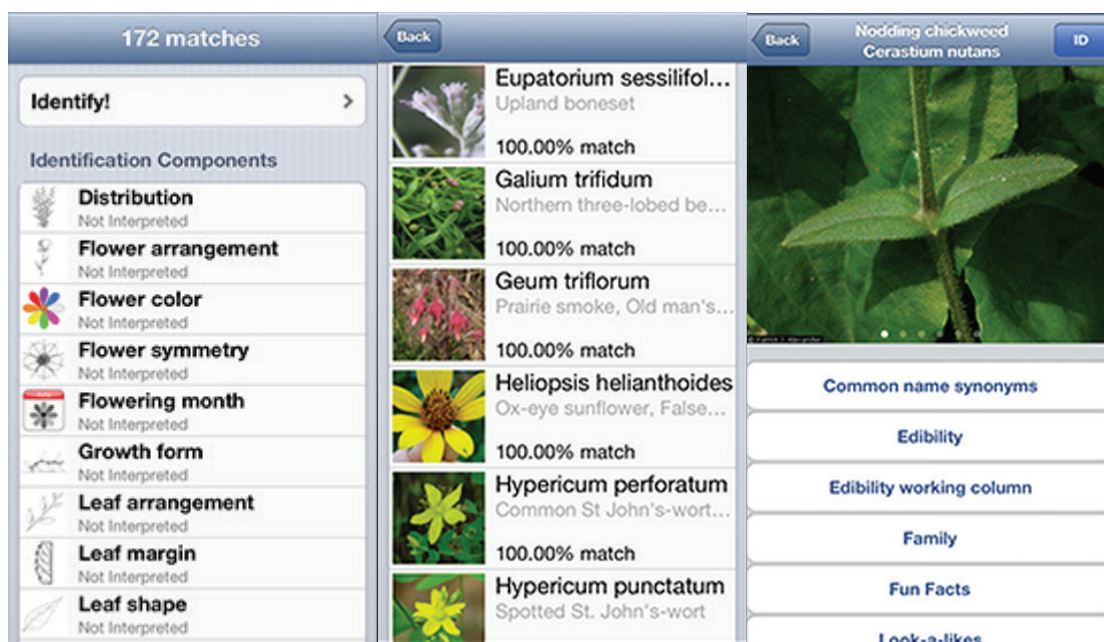 172 matches
Identify!
Identification Components
Distribution
Not Interpreted
Flower arrangement
Not Interpreted
Flower color
Not Interpreted
Flower symmetry
Not Interpreted
Flowering month
Not Interpreted
Growth form
Not Interpreted
Leaf arrangement
Not Interpreted
Leaf margin
Not Interpreted
Leaf shape
Not Interpreted
Back
Eupatorium sessilifol...
Upland boneset
100.00% match
Galium trifidum
Northern three-lobed be...
100.00% match
Geum triflorum
Prairie smoke, Old man's...
100.00% match
Heliopsis helianthoides
Ox-eye sunflower, False...
100.00% match
Hypericum perforatum
Common St John's-wort...
100.00% match
Hypericum punctatum
Spotted St. John's-wort
Back
Nodding chickweed
Cerastium nutans
ID
Common name synonyms
Edibility
Edibility working column
Family
Fun Facts
Look-a-likes